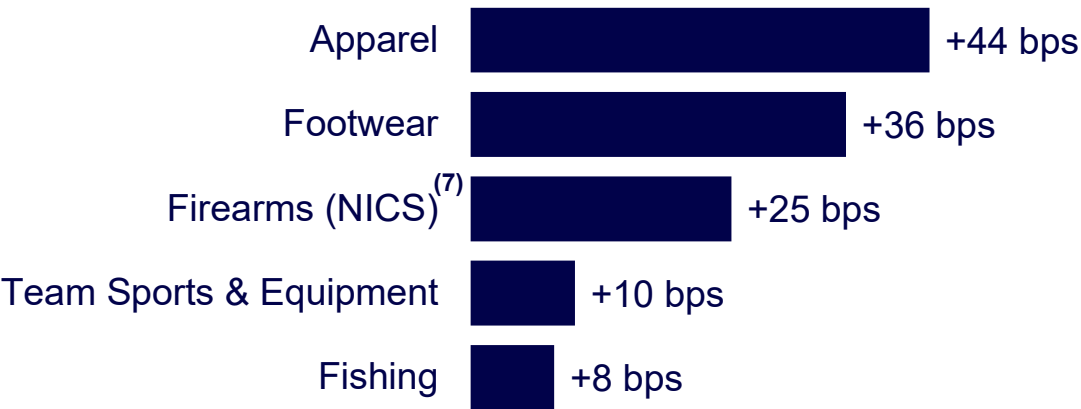 Apparel +44 bps
Footwear +36 bps
Firearms (NICS)(7) +25 bps
Team Sports & Equipment +10 bps
Fishing +8 bps